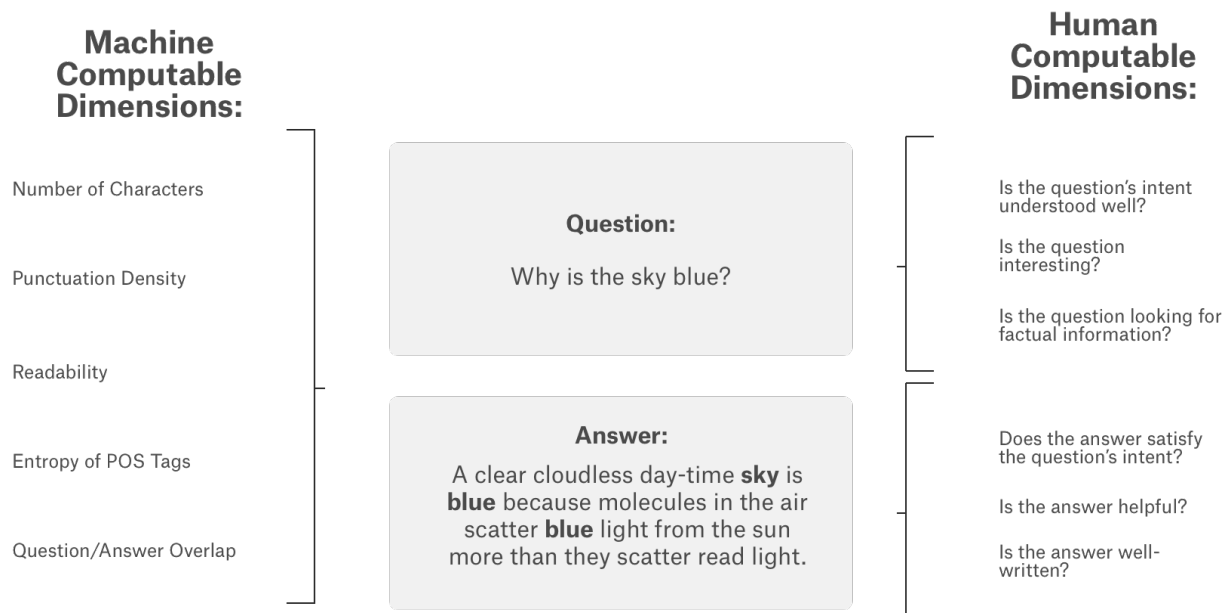 Machine
Computable
Dimensions:
Number of Characters
Punctuation Density
Readability
Entropy of POS Tags
Question/Answer Overlap
Question:
Why is the sky blue?
Answer:
A clear cloudless day-time sky is
blue because molecules in the air
scatter blue light from the sun
more than they scatter read light.
Human
Computable
Dimensions:
Is the question’s intent
understood well?
Is the question
interesting?
Is the question looking for
factual information?
Does the answer satisfy
the question’s intent?
Is the answer helpful?
Is the answer well-
written?